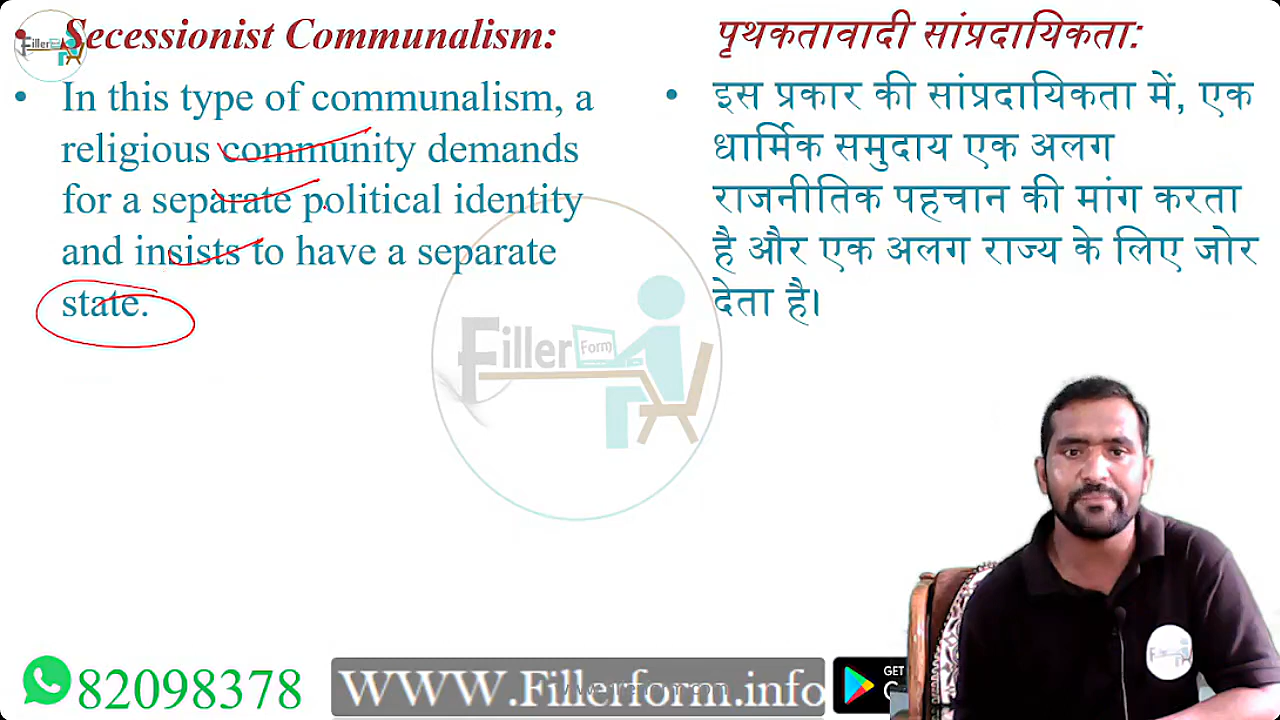 Secessionist Communalism:
In this type of communalism, a
religious community demands
for a separate political identity
and insists to have a separate
state.
पृथकतावादी सांप्रदायिकता:
इस प्रकार की सांप्रदायिकता में, एक
धार्मिक समुदाय एक अलग
राजनीतिक पहचान की मांग करता
है और एक अलग राज्य के लिए जोर
देता है।
Filler Form
82098378
WWW.Fillerform.info
GET